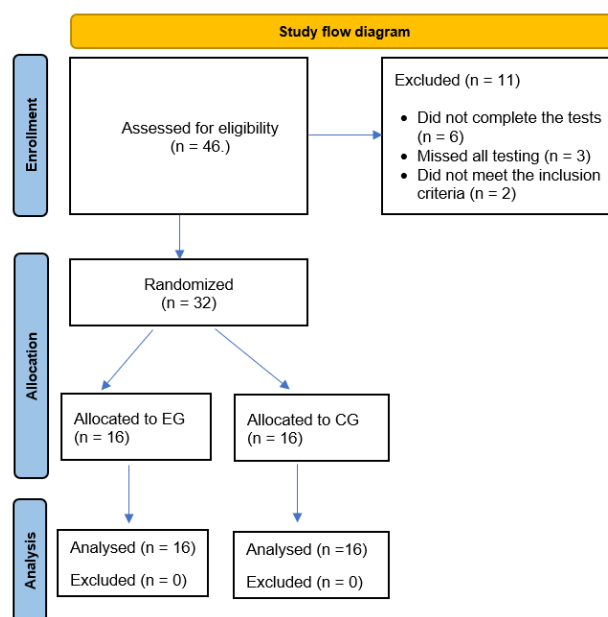 Study flow diagram
Enrollment
Assessed for eligibility
(n = 46.)
Excluded (n = 11)
• Did not complete the tests
(n = 6)
• Missed all testing (n = 3)
• Did not meet the inclusion
criteria (n = 2)
Allocation
Randomized
(n = 32)
Allocated to EG
(n = 16)
Allocated to CG
(n = 16)
Analysis
Analysed (n = 16)
Excluded (n = 0)
Analysed (n =16)
Excluded (n = 0)